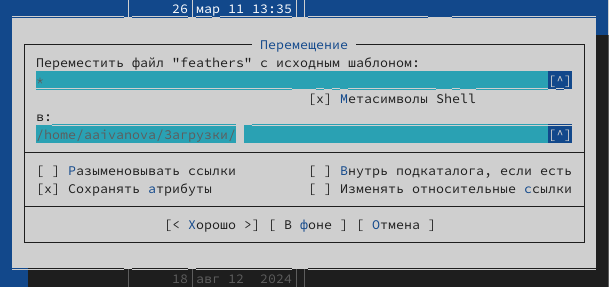 26 мар 11 13:35
Перемещение
Переместить файл "feathers" с исходным шаблоном:
* [^]
[x] Метасимволы Shell
в:
/home/aaivanova/Загрузки/ [^]
[ ] Разыменовывать ссылки [ ] Внутрь подкаталога, если есть
[x] Сохранять атрибуты [ ] Изменять относительные ссылки
[< Хорошо >] [ В фоне ] [ Отмена ]
18 авг 12 2024